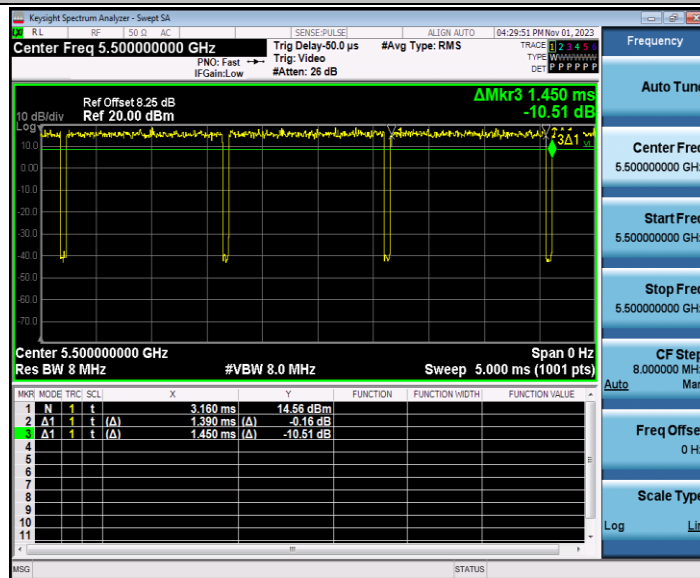 Keysight Spectrum Analyzer - Swept SA
RL RF 50 Ω AC SENSE:PULSE ALIGN AUTO 04:29:51 PM Nov 01, 2023
Center Freq 5.500000000 GHz
PNO: Fast
IFGain:Low
Trig Delay-50.0 µs
Trig: Video
#Atten: 26 dB
#Avg Type: RMS
TRACE 1 2 3 4 5 6
TYPE WWWWWW
DET P P P P P P
ΔMkr3 1.450 ms
-10.51 dB
10 dB/div
Log
Ref Offset 8.25 dB
Ref 20.00 dBm
3Δ1
10.0
0.00
-10.0
-20.0
-30.0
-40.0
-50.0
-60.0
-70.0
Center 5.500000000 GHz Span 0 Hz
Res BW 8 MHz #VBW 8.0 MHz Sweep 5.000 ms (1001 pts)
MKR MODE TRC SCL X Y FUNCTION FUNCTION WIDTH FUNCTION VALUE
1 N 1 t 3.160 ms 14.56 dBm
2 Δ1 1 t (Δ) 1.390 ms (Δ) -0.16 dB
3 Δ1 1 t (Δ) 1.450 ms (Δ) -10.51 dB
4
5
6
7
8
9
10
11
MSG STATUS
Frequency
Auto Tune
Center Freq
5.500000000 GHz
Start Freq
5.500000000 GHz
Stop Freq
5.500000000 GHz
CF Step
8.000000 MHz
Auto Man
Freq Offset
0 Hz
Scale Type
Log Lin